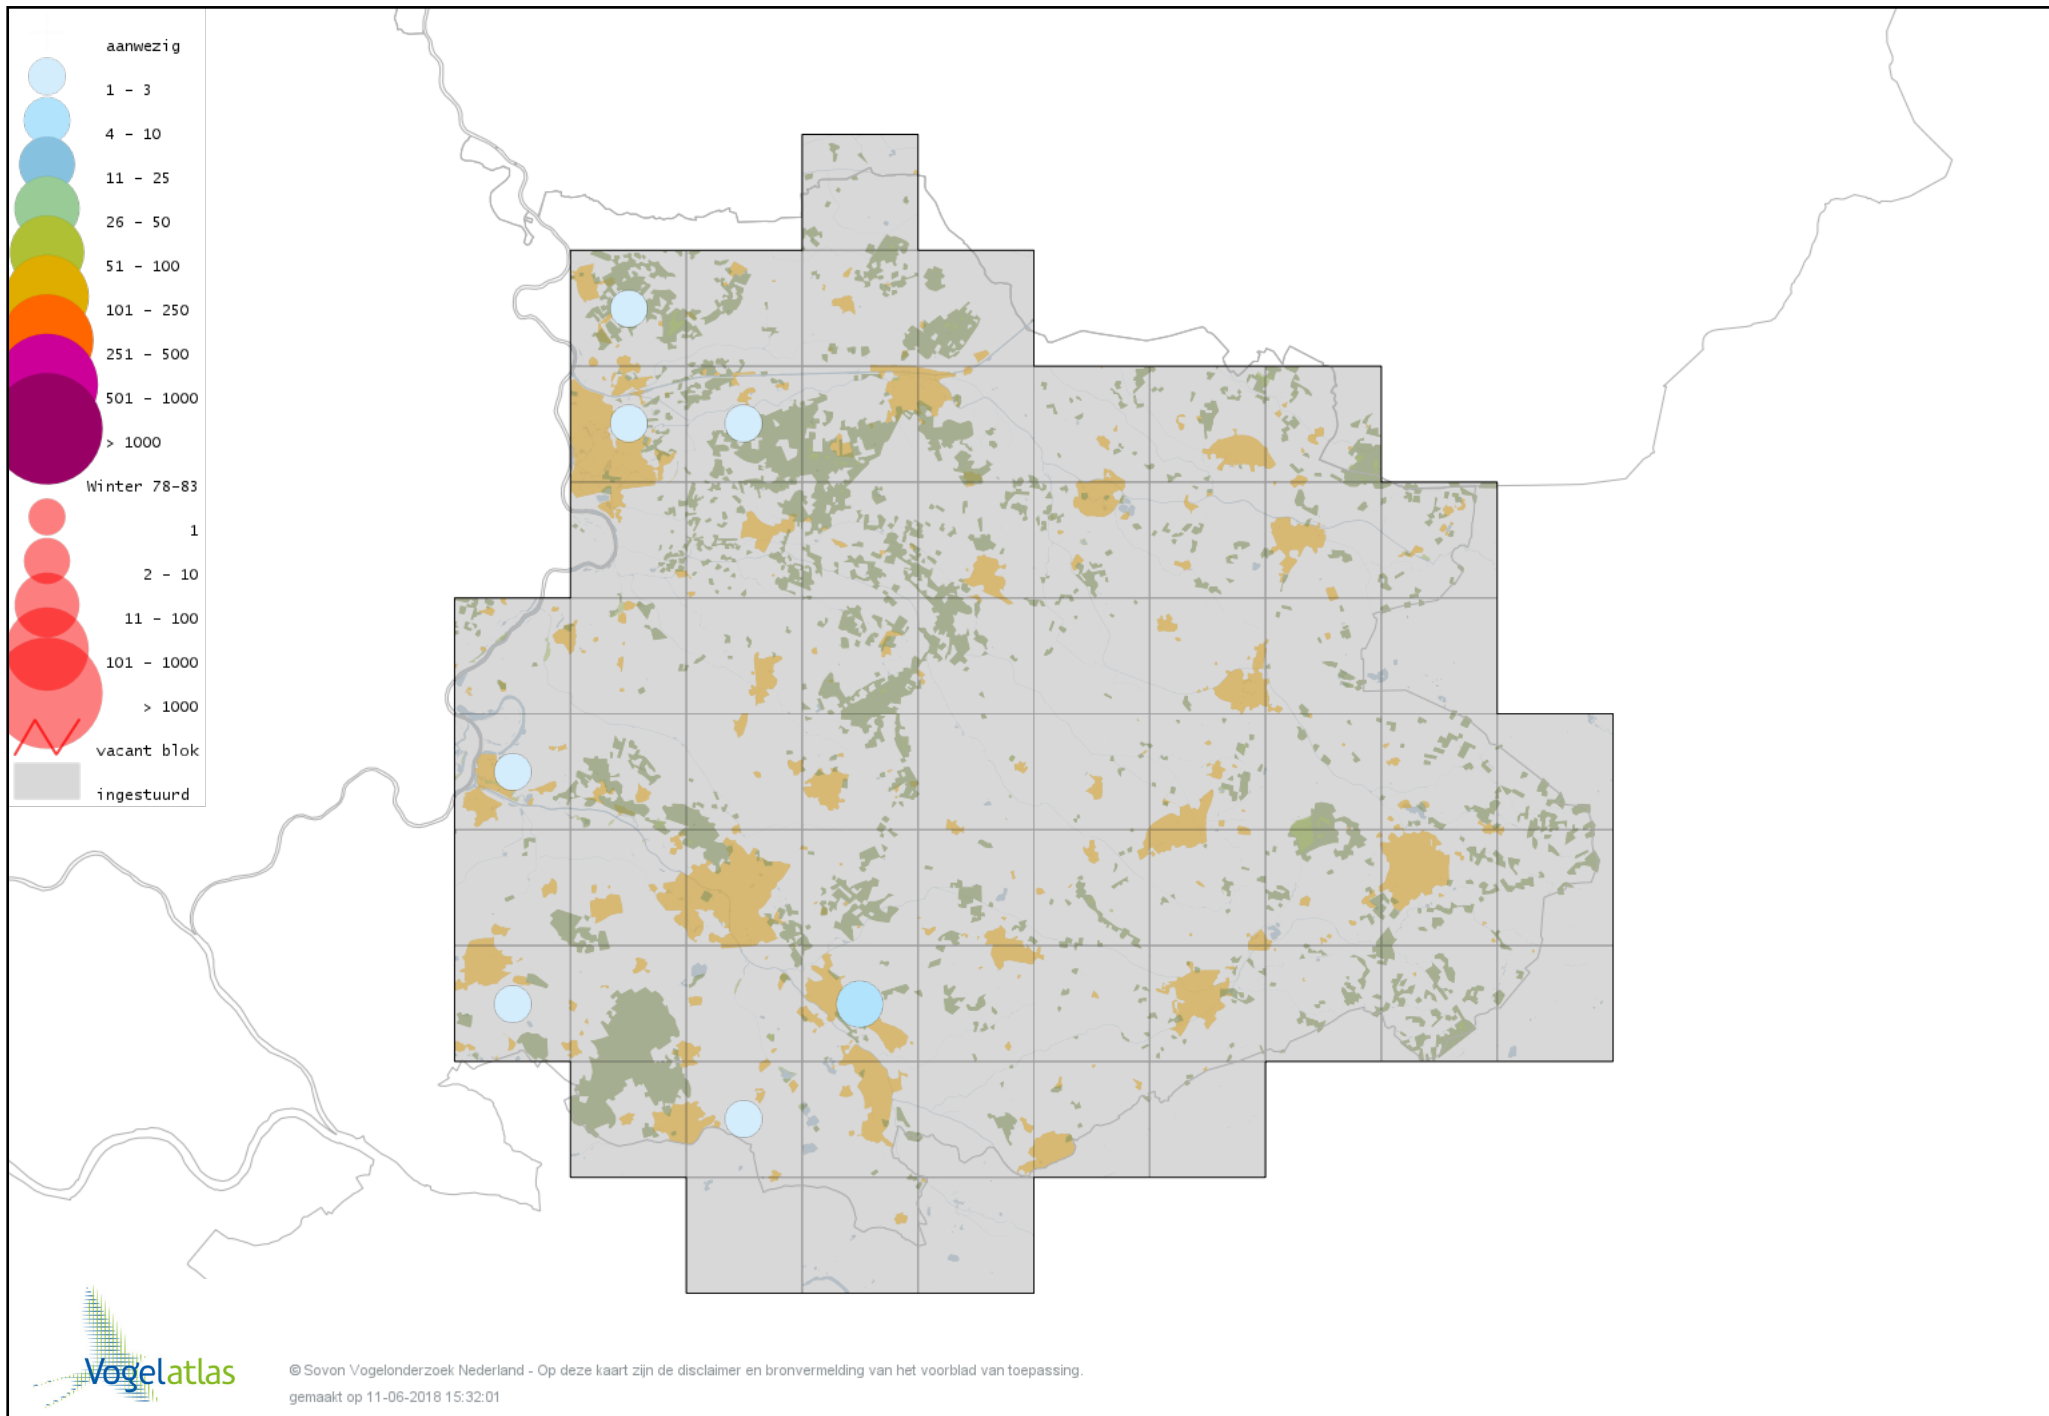 aanwezig
1 - 3
4 - 10
11 - 25
26 - 50
51 - 100
101 - 250
251 - 500
501 - 1000
> 1000
Winter 78-83
1
2 - 10
11 - 100
101 - 1000
> 1000
vacant blok
ingestuurd
Vogelatlas
© Sovon Vogelonderzoek Nederland - Op deze kaart zijn de disclaimer en bronvermelding van het voorblad van toepassing.
gemaakt op 11-06-2018 15:32:01